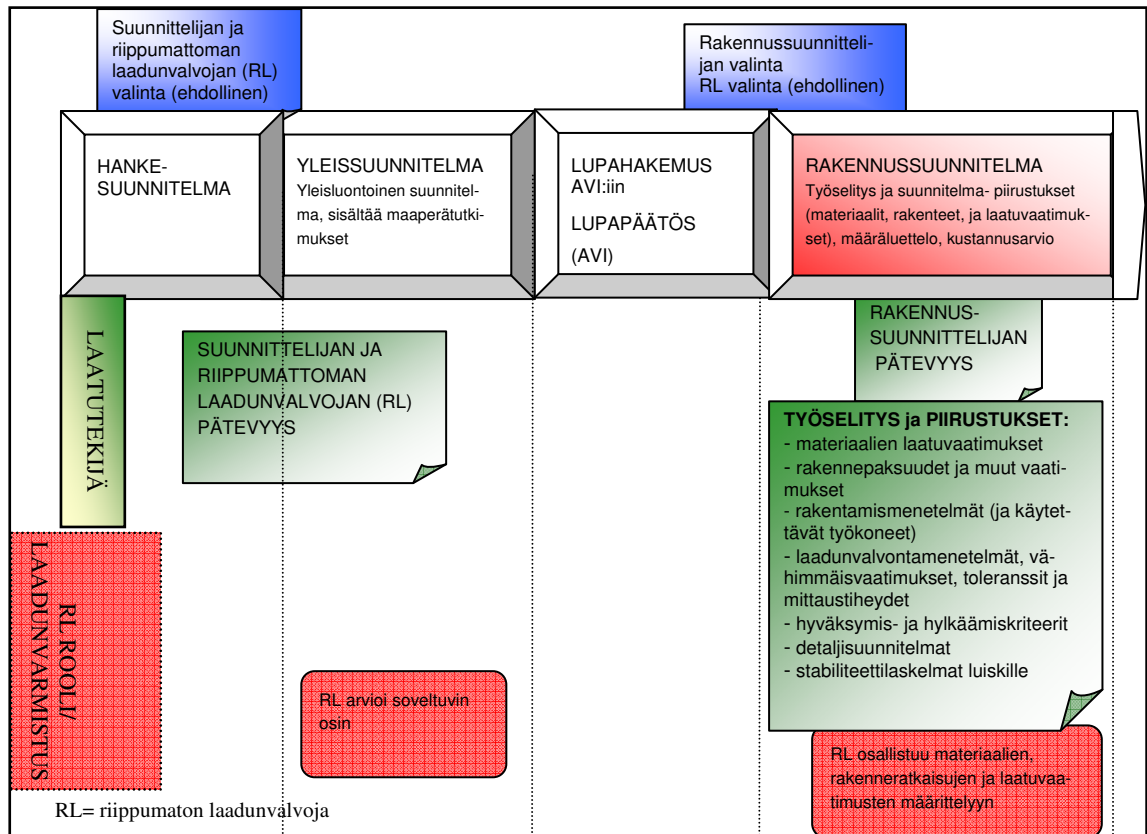 Suunnittelijan ja
riippumattoman
laadunvalvojan (RL)
valinta (ehdollinen)
Rakennussuunnitteli-
jan valinta
RL valinta (ehdollinen)
HANKE-
SUUNNITELMA
YLEISSUUNNITELMA
Yleisluontoinen suunnitel-
ma, sisältää maaperätutki-
mukset
LUPAHAKEMUS
AVI:iin
LUPAPÄÄTÖS
(AVI)
RAKENNUSSUUNNITELMA
Työselitys ja suunnitelma- piirustukset
(materiaalit, rakenteet, ja laatuvaatimuk-
set), määräluettelo, kustannusarvio
LAATUTEKIJÄ
SUUNNITTELIJAN JA
RIIPPUMATTOMAN
LAADUNVALVOJAN (RL)
PÄTEVYYS
RAKENNUS-
SUUNNITTELIJAN
PÄTEVYYS
TYÖSELITYS ja PIIRUSTUKSET:
- materiaalien laatuvaatimukset
- rakennepaksuudet ja muut vaati-
mukset
- rakentamismenetelmät (ja käytet-
tävät työkoneet)
- laadunvalvontamenetelmät, vä-
himmäisvaatimukset, toleranssit ja
mittaustiheydet
- hyväksymis- ja hylkäämiskriteerit
- detaljisuunnitelmat
- stabiliteettilaskelmat luiskille
RL ROOLI/
LAADUNVARMISTUS
RL arvioi soveltuvin
osin
RL osallistuu materiaalien,
rakenneratkaisujen ja laatuvaa-
timusten määrittelyyn
RL= riippumaton laadunvalvoja